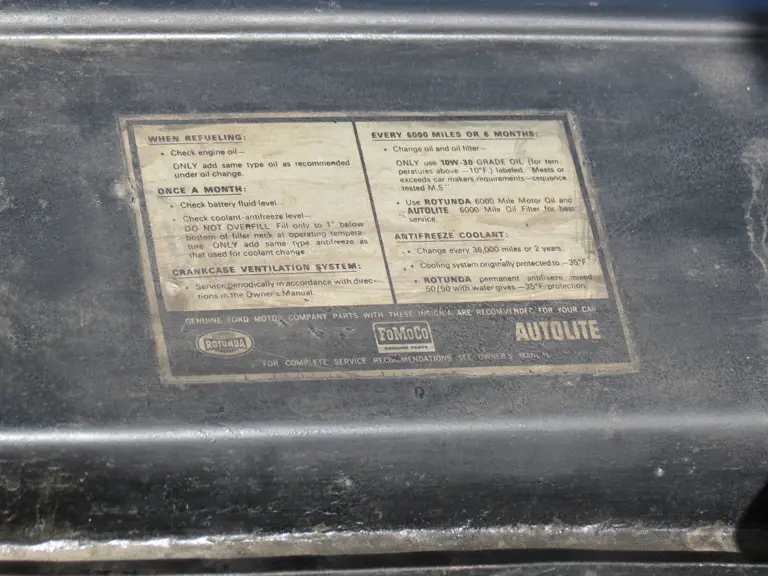 WHEN REFUELING:
• Check engine oil—
ONLY add same type oil as recommended
under oil change.
ONCE A MONTH:
• Check battery fluid level
• Check coolant-antifreeze level—
DO NOT OVERFILL. Fill only to 1" below
bottom of filler neck at operating tempera-
ture. ONLY add same type antifreeze as
that used for coolant change.
CRANKCASE VENTILATION SYSTEM:
• Service periodically in accordance with direc-
tions in the Owner's Manual.
EVERY 6000 MILES OR 6 MONTHS:
• Change oil and oil filter—
ONLY use 10W-30 GRADE OIL (for tem-
peratures above —10°F.) labeled. Meets or
exceeds car makers requirements—sequence
tested M.S.
• Use ROTUNDA 6000 Mile Motor Oil and
AUTOLITE 6000 Mile Oil Filter for best
service.
ANTIFREEZE COOLANT:
• Change every 36,000 miles or 2 years.
• Cooling system originally protected to —35°F.
• ROTUNDA permanent antifreeze mixed
50/50 with water gives —35°F. protection.
GENUINE FORD MOTOR COMPANY PARTS WITH THESE INSIGNIA ARE RECOMMENDED FOR YOUR CAR
ROTUNDA
FoMoCo
GENUINE PARTS
AUTOLITE
FOR COMPLETE SERVICE RECOMMENDATIONS SEE OWNER'S MANUAL